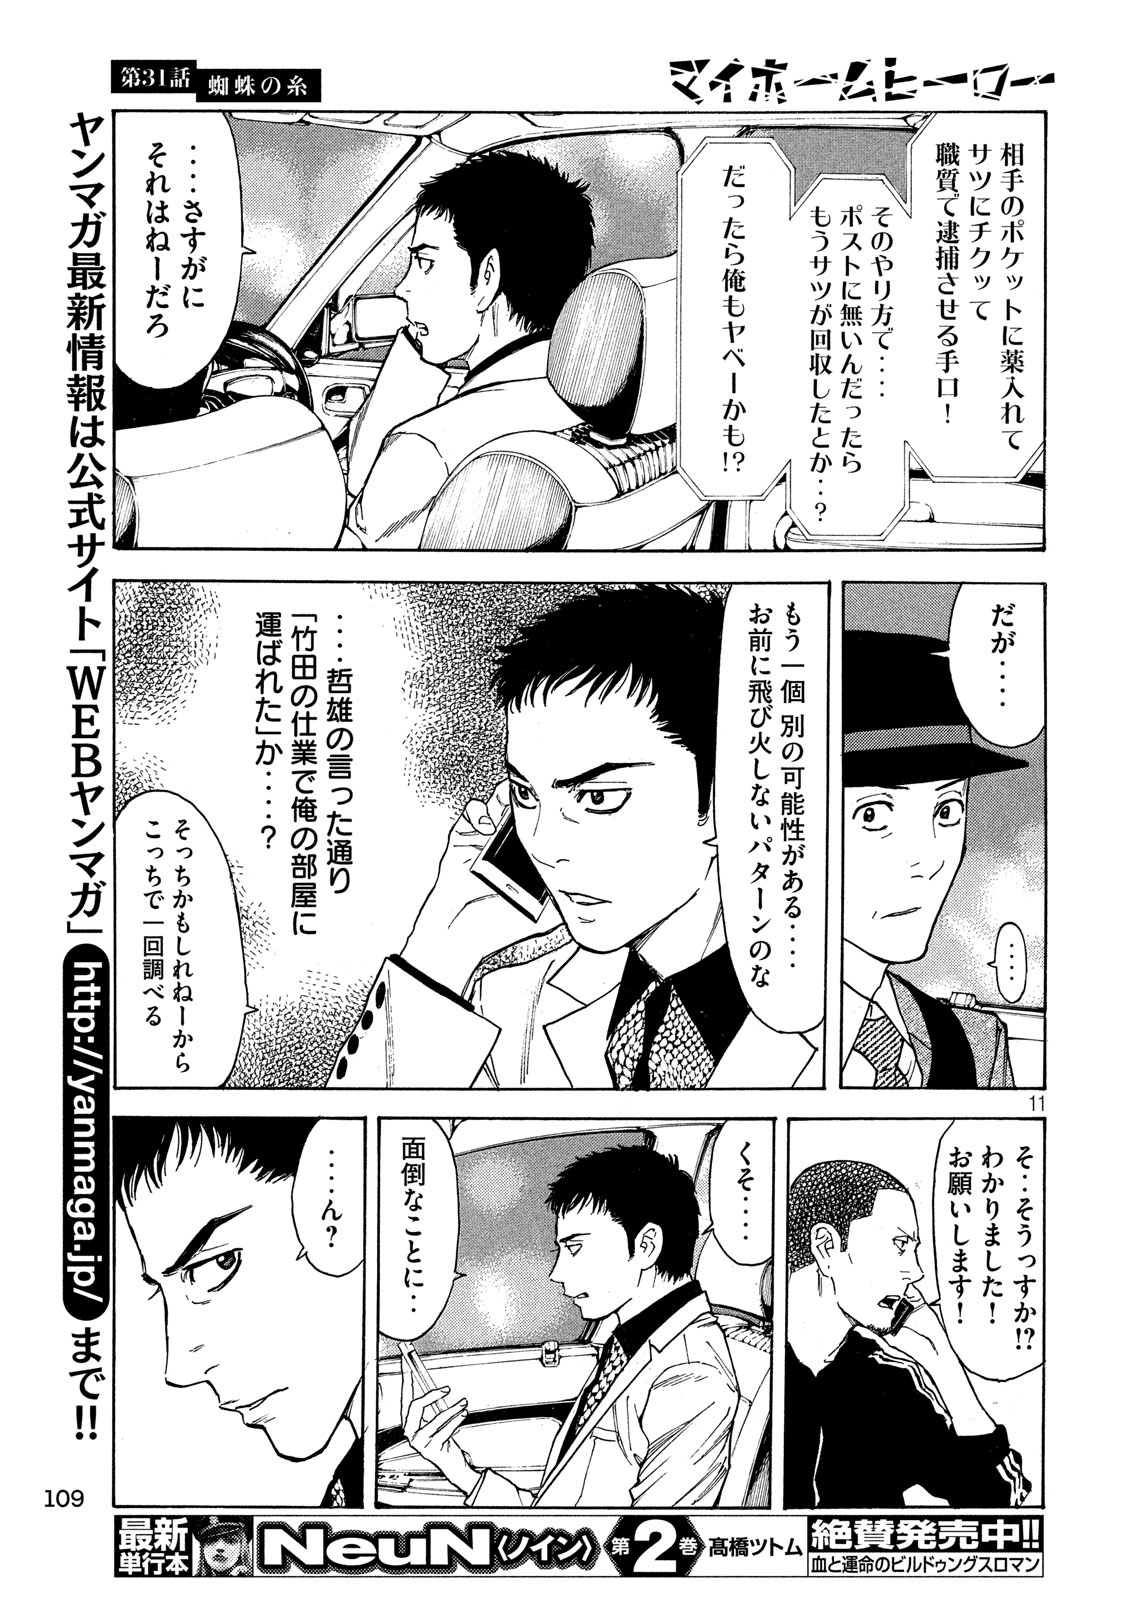 第31話
蜘蛛の糸
マイホームヒーロー
相手のポケットに薬入れて
サツにチクッて
職質で逮捕させる手口!
そのやり方で‥‥
ポストに無いんだったら
もうサツが回収したとか‥?
だったら俺もヤベーかも!?
‥‥さすがに
それはねーだろ
だが‥‥
‥‥
もう一個 別の可能性がある‥‥
お前に飛び火しないパターンのな
‥‥哲雄の言った通り
「竹田の仕業で俺の部屋に
運ばれた」か‥‥?
そっちかもしれねーから
こっちで一回調べる
11
そ‥そうっすか!?
わかりました!
お願いします!
くそ‥‥
面倒なことに‥
‥‥ん?
ヤンマガ最新情報は公式サイト「WEBヤンマガ」http://yanmaga.jp/まで!!
109
最新
単行本
NeuN〈ノイン〉
第2巻
髙橋ツトム
絶賛発売中!!
血と運命のビルドゥングスロマン